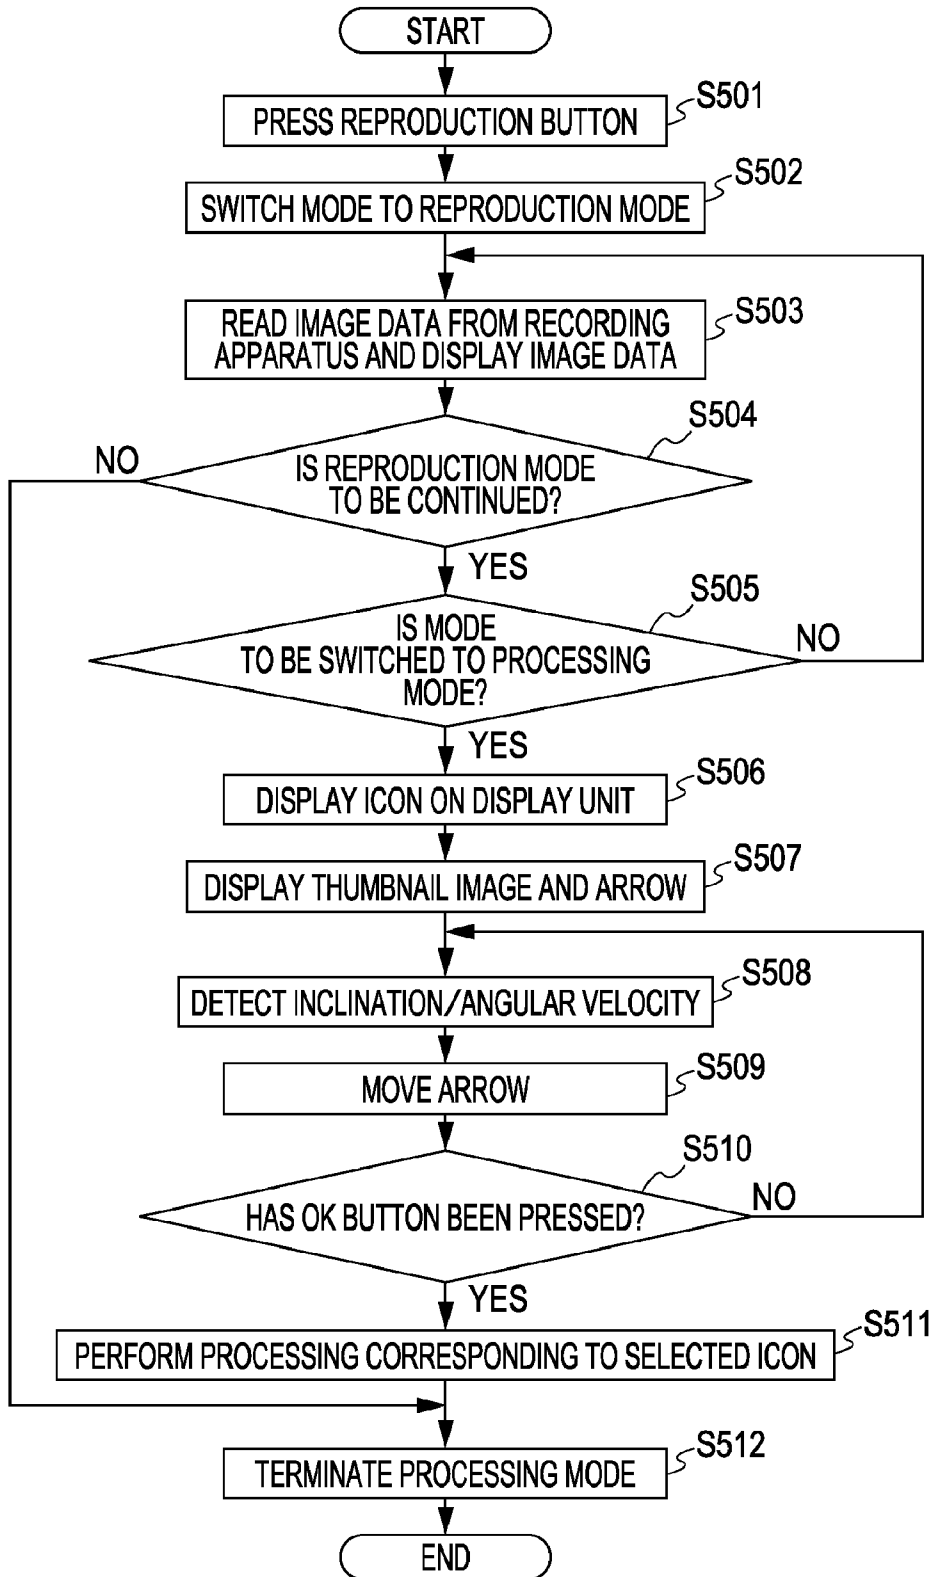 START
PRESS REPRODUCTION BUTTON
S501
SWITCH MODE TO REPRODUCTION MODE
S502
READ IMAGE DATA FROM RECORDING
APPARATUS AND DISPLAY IMAGE DATA
S503
S504
NO
IS REPRODUCTION MODE
TO BE CONTINUED?
YES
S505
IS MODE
TO BE SWITCHED TO PROCESSING
MODE?
NO
YES
DISPLAY ICON ON DISPLAY UNIT
S506
DISPLAY THUMBNAIL IMAGE AND ARROW
S507
DETECT INCLINATION/ANGULAR VELOCITY
S508
MOVE ARROW
S509
S510
HAS OK BUTTON BEEN PRESSED?
NO
YES
PERFORM PROCESSING CORRESPONDING TO SELECTED ICON
S511
TERMINATE PROCESSING MODE
S512
END